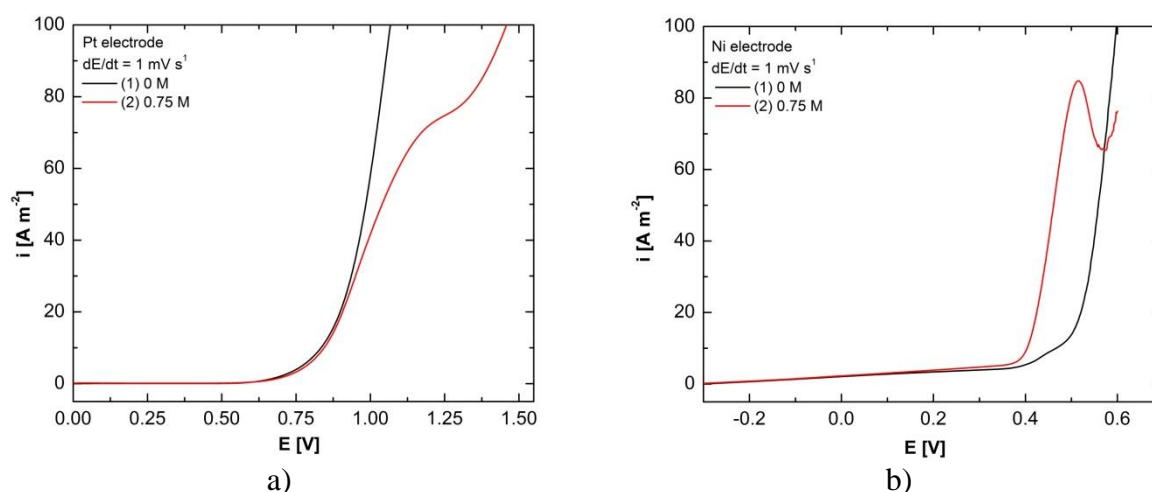 Pt electrode
dE/dt = 1 mV s¹
(1) 0 M
(2) 0.75 M
100
80
60
40
20
0
i [A m⁻²]
0.00 0.25 0.50 0.75 1.00 1.25 1.50
E [V]
a)
Ni electrode
dE/dt = 1 mV s¹
(1) 0 M
(2) 0.75 M
100
80
60
40
20
0
i [A m⁻²]
-0.2 0.0 0.2 0.4 0.6
E [V]
b)